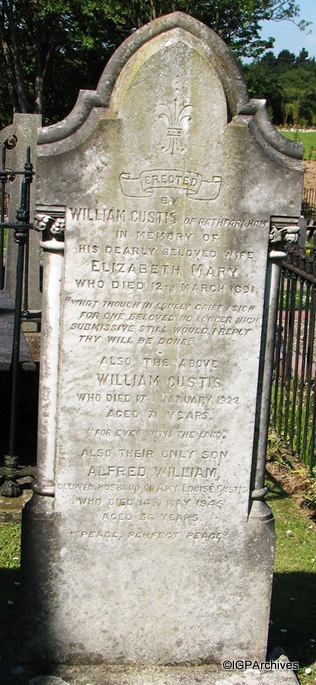 ERECTED
BY
WILLIAM CUSTIS OF RATHFARNHAM
IN MEMORY OF
HIS DEARLY BELOVED WIFE
ELIZABETH MARY
WHO DIED 12TH MARCH 1891.
"WHAT THOUGH IN LONELY GRIEF I SIGH
FOR ONE BELOVED NO LONGER NIGH
SUBMISSIVE STILL WOULD I REPLY
THY WILL BE DONE."
ALSO THE ABOVE
WILLIAM CUSTIS
WHO DIED 17TH JANUARY 1922
AGED 71 YEARS.
"FOR EVER WITH THE LORD."
ALSO THEIR ONLY SON
ALFRED WILLIAM,
BELOVED HUSBAND OF AMY LOUISE CUSTIS
WHO DIED 14TH MAY 1945
AGED YEARS
"PEACE, PERFECT PEACE"
©IGPArchives